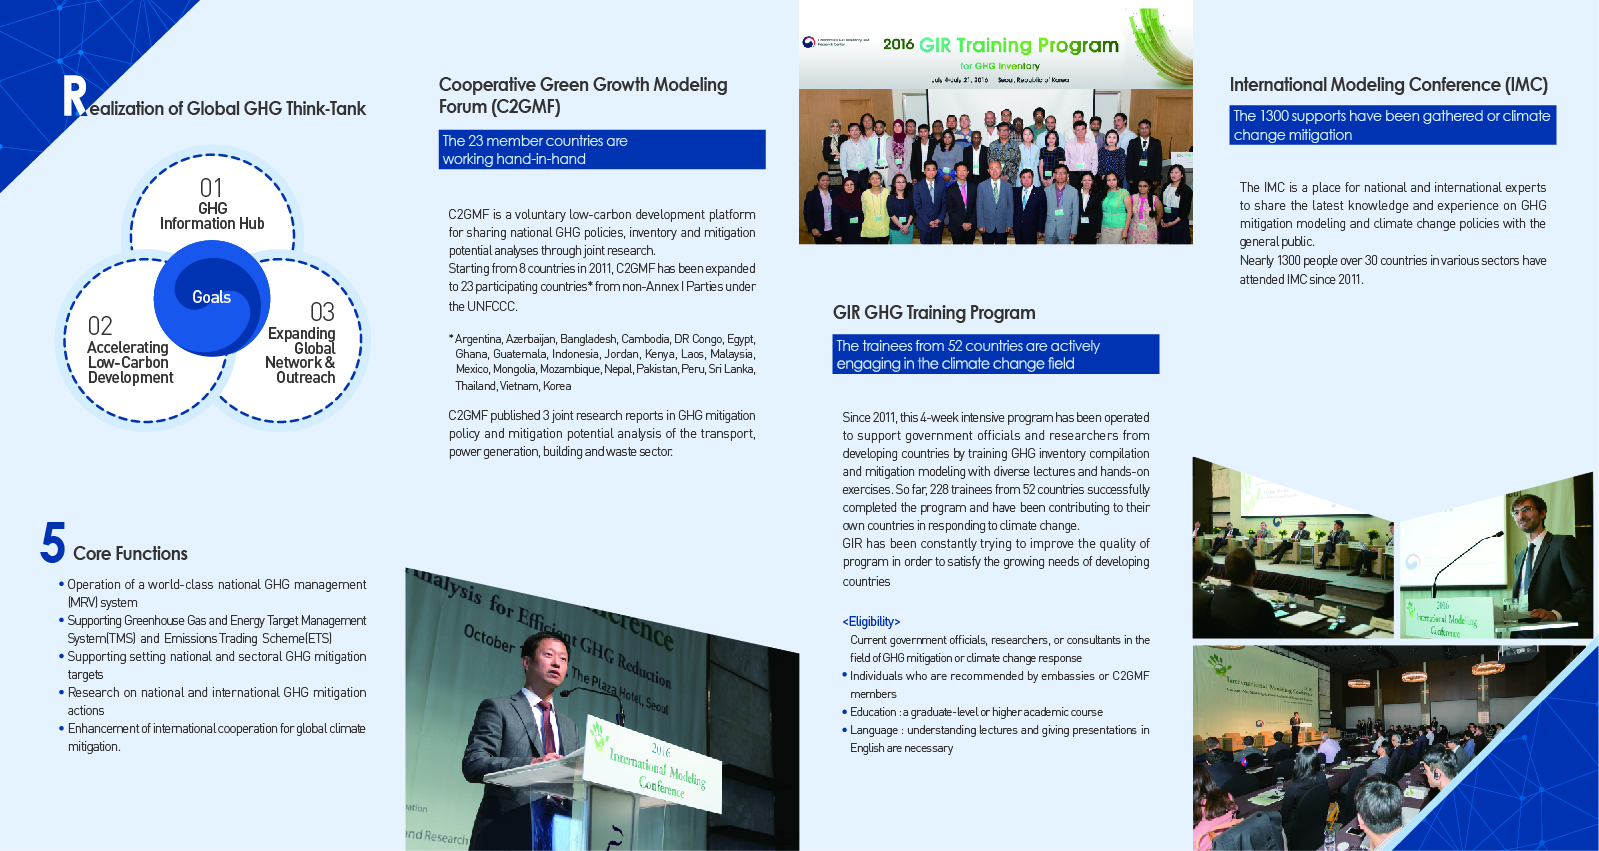 Realization of Global GHG Think-Tank
01
GHG
Information Hub
Goals
02
Accelerating
Low-Carbon
Development
03
Expanding
Global
Network &
Outreach
5 Core Functions
• Operation of a world-class national GHG management
(MRV) system
• Supporting Greenhouse Gas and Energy Target Management
System(TMS) and Emissions Trading Scheme(ETS)
• Supporting setting national and sectoral GHG mitigation
targets
• Research on national and international GHG mitigation
actions
• Enhancement of international cooperation for global climate
mitigation.
Cooperative Green Growth Modeling
Forum (C2GMF)
The 23 member countries are
working hand-in-hand
C2GMF is a voluntary low-carbon development platform
for sharing national GHG policies, inventory and mitigation
potential analyses through joint research.
Starting from 8 countries in 2011, C2GMF has been expanded
to 23 participating countries* from non-Annex I Parties under
the UNFCCC.
* Argentina, Azerbaijan, Bangladesh, Cambodia, DR Congo, Egypt,
Ghana, Guatemala, Indonesia, Jordan, Kenya, Laos, Malaysia,
Mexico, Mongolia, Mozambique, Nepal, Pakistan, Peru, Sri Lanka,
Thailand, Vietnam, Korea
C2GMF published 3 joint research reports in GHG mitigation
policy and mitigation potential analysis of the transport,
power generation, building and waste sector.
Analysis for Efficient GHG Reduction
October
The Plaza Hotel, Seoul
2016
International Modeling
Conference
nd Research
2016 GIR Training Program
for GHG Inventory
July 4-July 21, 2016 Seoul, Republic of Korea
GIR GHG Training Program
The trainees from 52 countries are actively
engaging in the climate change field
Since 2011, this 4-week intensive program has been operated
to support government officials and researchers from
developing countries by training GHG inventory compilation
and mitigation modeling with diverse lectures and hands-on
exercises. So far, 228 trainees from 52 countries successfully
completed the program and have been contributing to their
own countries in responding to climate change.
GIR has been constantly trying to improve the quality of
program in order to satisfy the growing needs of developing
countries
<Eligibility>
Current government officials, researchers, or consultants in the
field of GHG mitigation or climate change response
• Individuals who are recommended by embassies or C2GMF
members
• Education : a graduate-level or higher academic course
• Language : understanding lectures and giving presentations in
English are necessary
International Modeling Conference (IMC)
The 1300 supports have been gathered or climate
change mitigation
The IMC is a place for national and international experts
to share the latest knowledge and experience on GHG
mitigation modeling and climate change policies with the
general public.
Nearly 1300 people over 30 countries in various sectors have
attended IMC since 2011.
2016
International Modeling
Conference
International Modeling Conference